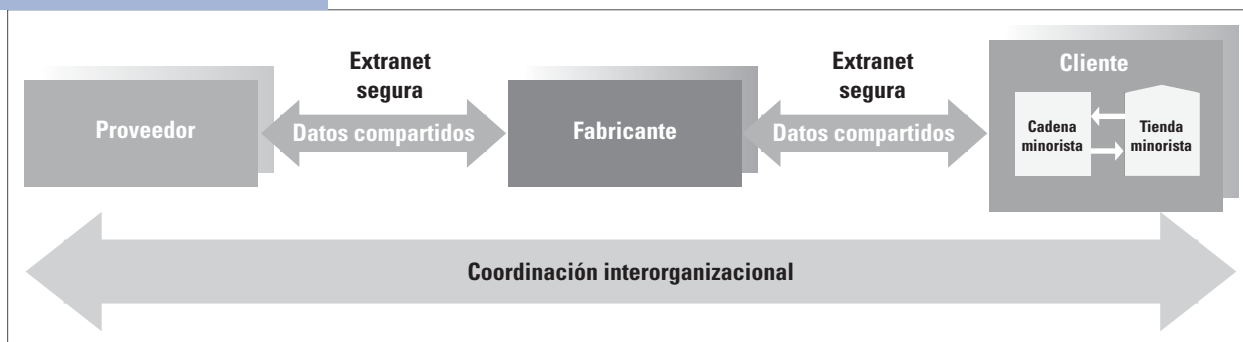 Proveedor
Extranet
segura
Datos compartidos
Fabricante
Extranet
segura
Datos compartidos
Cliente
Cadena
minorista
Tienda
minorista
Coordinación interorganizacional